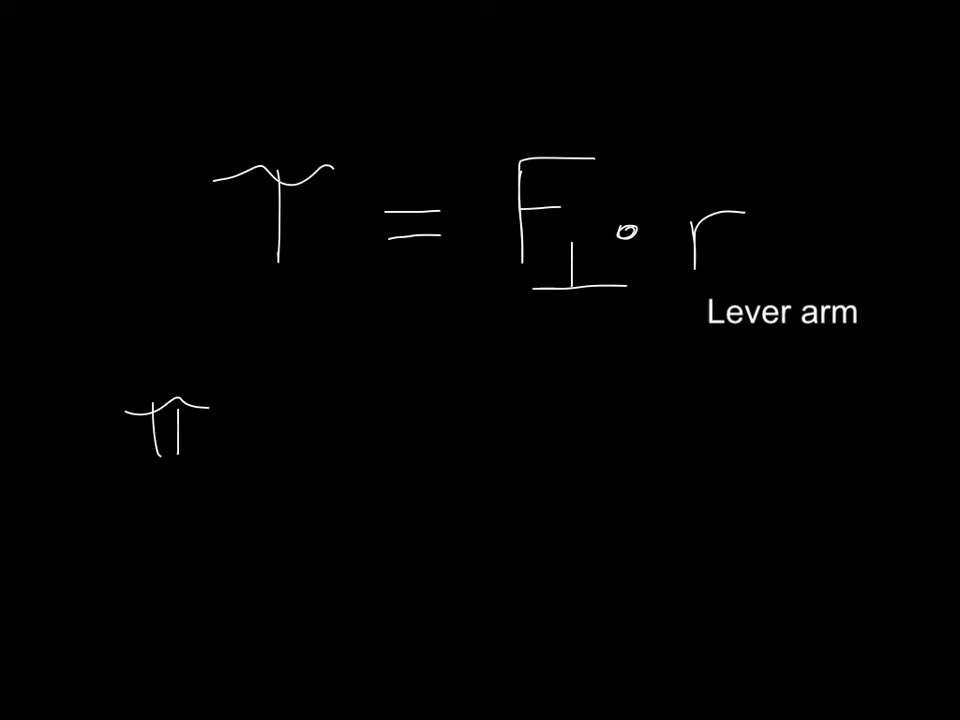 τ = F⊥ · r
Lever arm
π